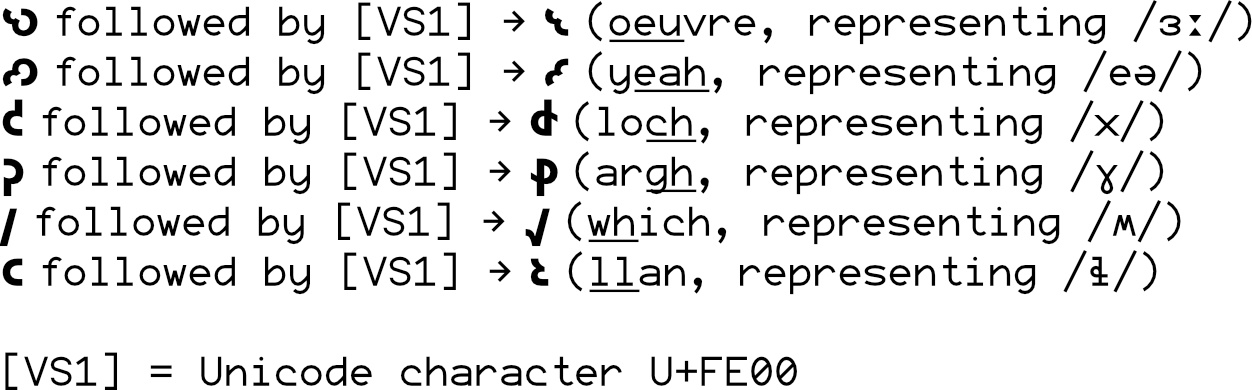 𐑻 followed by [VS1] → 𐑻︀ (oeuvre, representing /ɜː/)
𐑺 followed by [VS1] → 𐑺︀ (yeah, representing /eə/)
𐑒 followed by [VS1] → 𐑒︀ (loch, representing /x/)
𐑜 followed by [VS1] → 𐑜︀ (argh, representing /ɣ/)
𐑢 followed by [VS1] → 𐑢︀ (which, representing /ʍ/)
𐑤 followed by [VS1] → 𐑤︀ (llan, representing /ɬ/)
[VS1] = Unicode character U+FE00